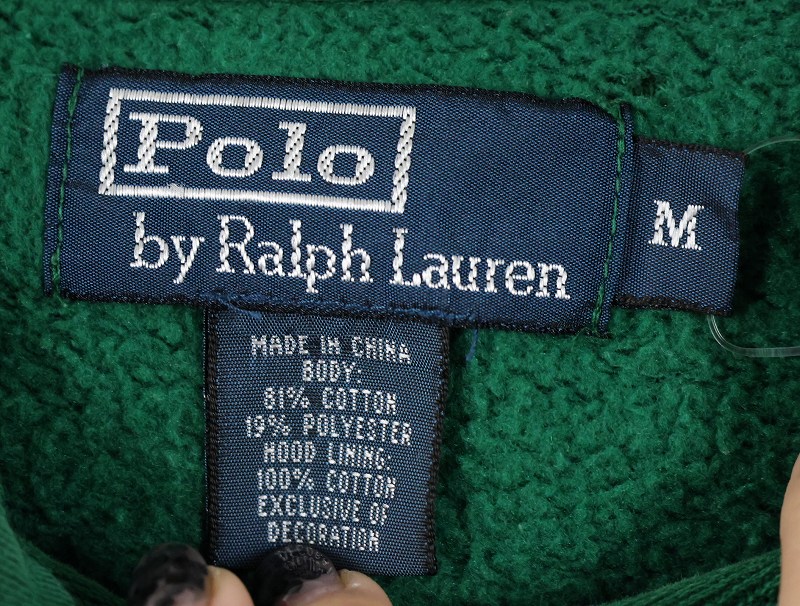 Polo
by Ralph Lauren
M
MADE IN CHINA
BODY:
81% COTTON
19% POLYESTER
HOOD LINING:
100% COTTON
EXCLUSIVE OF
DECORATION